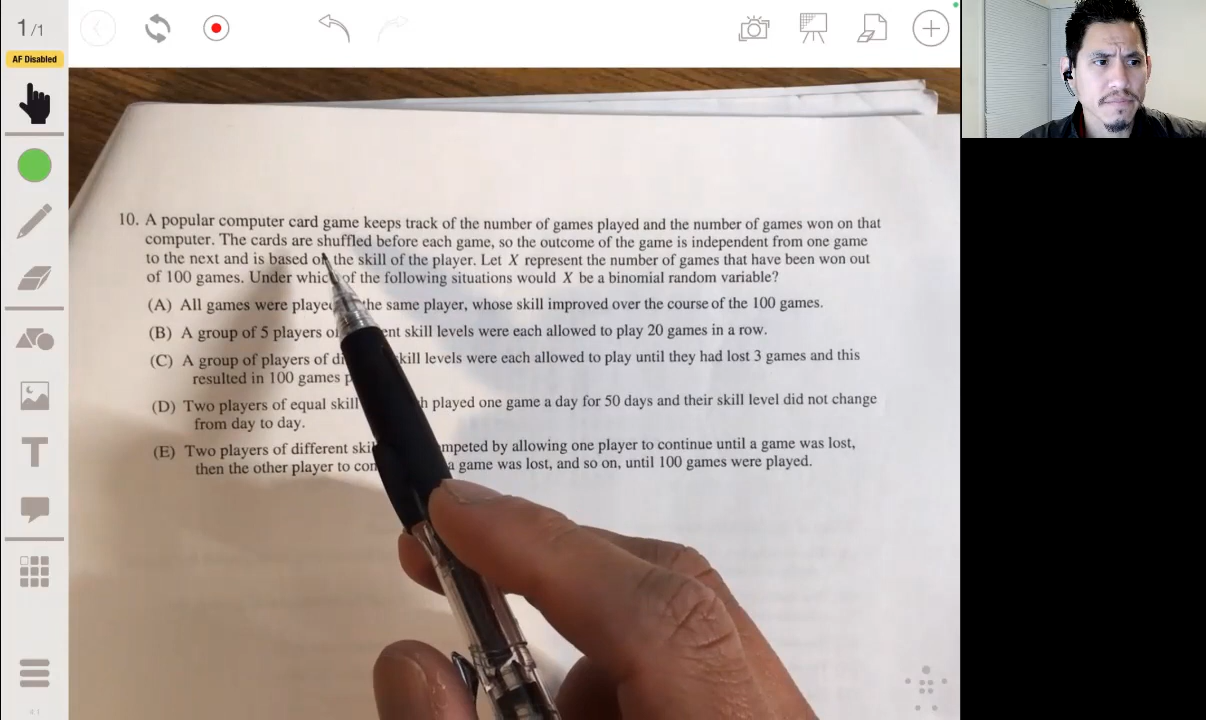 1/1
AF Disabled
10. A popular computer card game keeps track of the number of games played and the number of games won on that
computer. The cards are shuffled before each game, so the outcome of the game is independent from one game
to the next and is based on the skill of the player. Let X represent the number of games that have been won out
of 100 games. Under which of the following situations would X be a binomial random variable?
(A) All games were played the same player, whose skill improved over the course of the 100 games.
(B) A group of 5 players skill levels were each allowed to play 20 games in a row.
(C) A group of players of skill levels were each allowed to play until they had lost 3 games and this
resulted in 100 games
(D) Two players of equal skill played one game a day for 50 days and their skill level did not change
from day to day.
(E) Two players of different by allowing one player to continue until a game was lost,
then the other player to a game was lost, and so on, until 100 games were played.
T